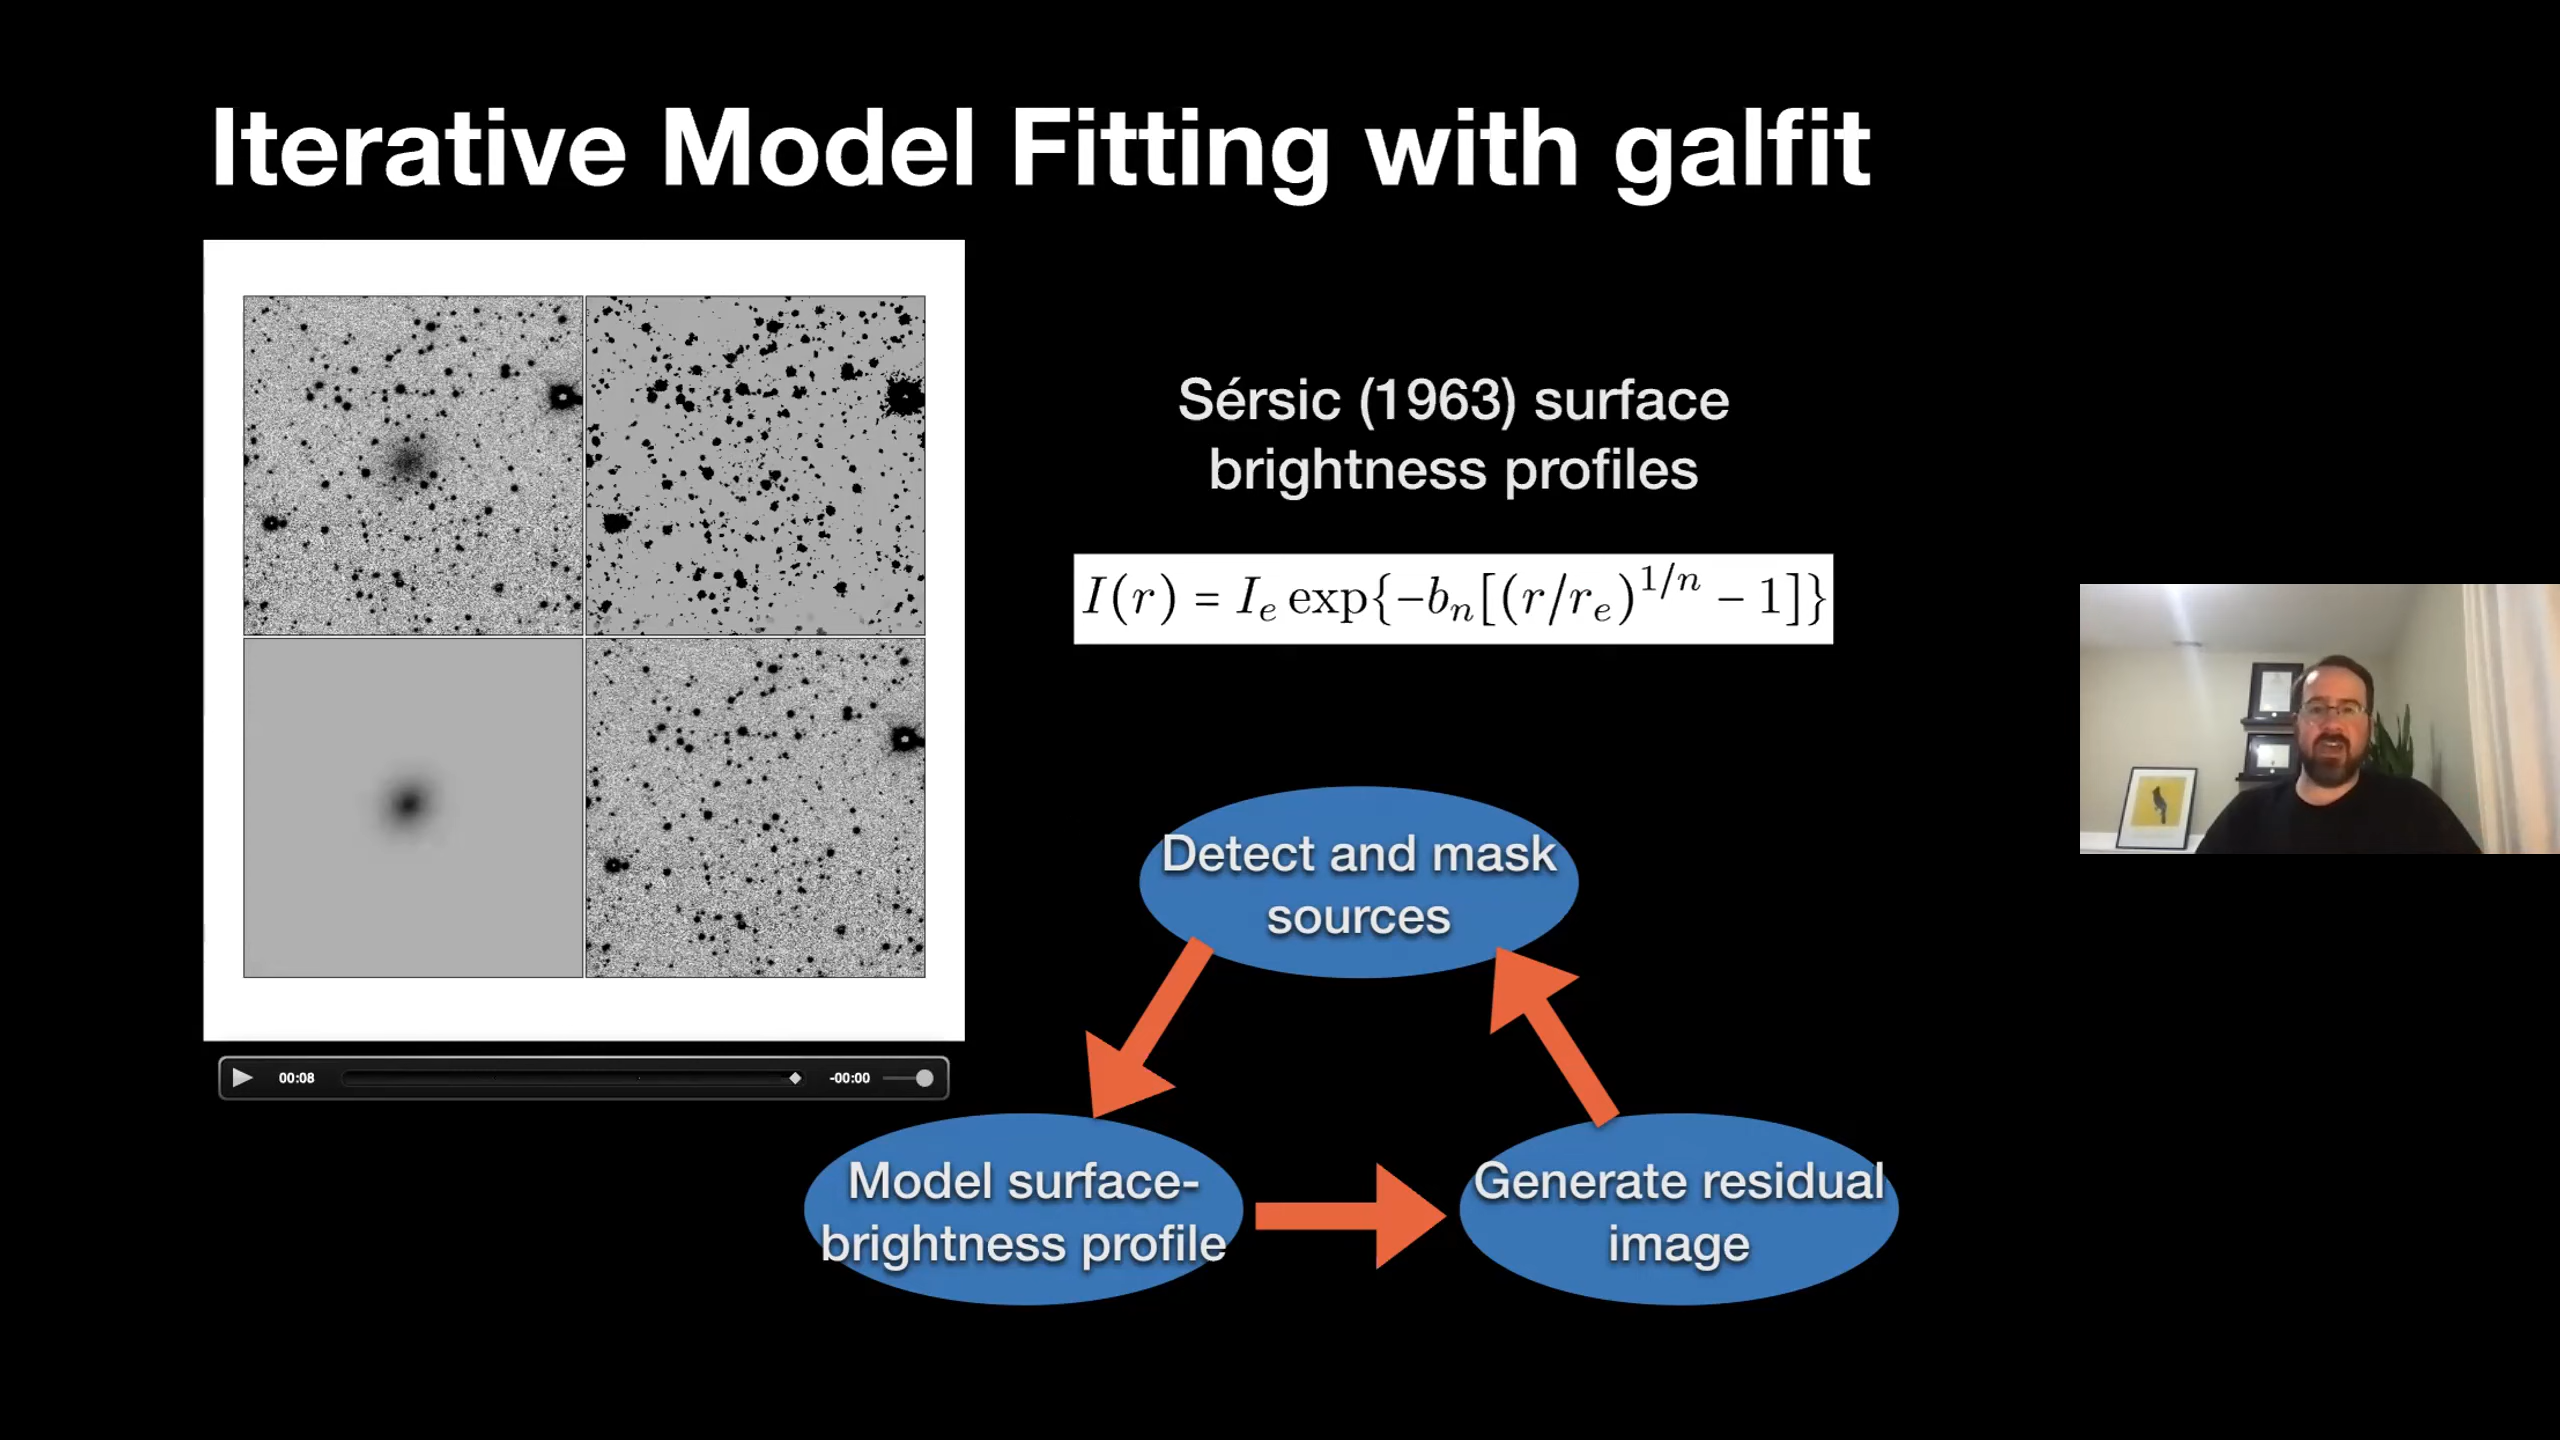 Iterative Model Fitting with galfit
Sérsic (1963) surface
brightness profiles
I(r) = I_e exp{−b_n[(r/r_e)^{1/n} − 1]}
Detect and mask
sources
Model surface-
brightness profile
Generate residual
image
00:08
-00:00